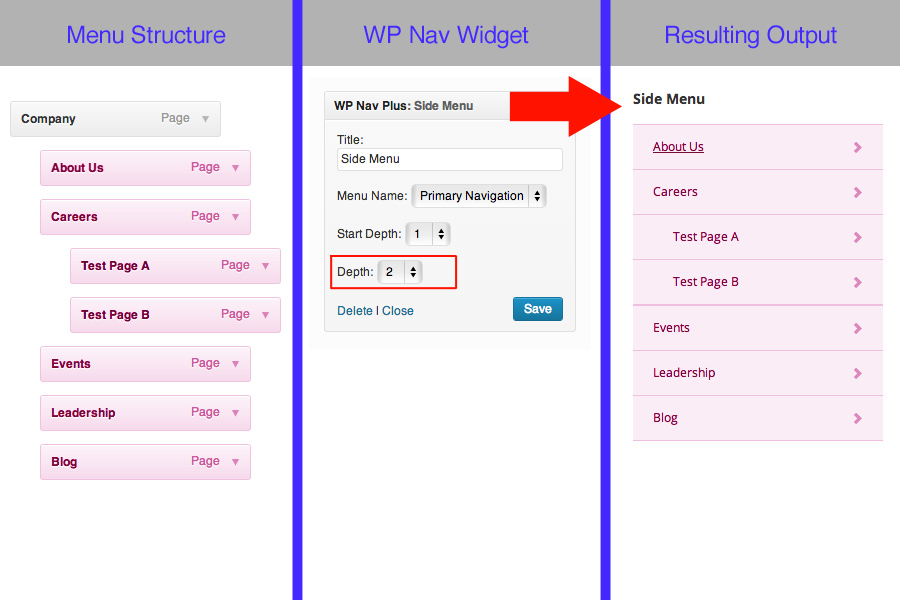 Menu Structure
Company Page
About Us Page
Careers Page
Test Page A Page
Test Page B Page
Events Page
Leadership Page
Blog Page
WP Nav Widget
WP Nav Plus: Side Menu
Title:
Side Menu
Menu Name: Primary Navigation
Start Depth: 1
Depth: 2
Delete | Close Save
Resulting Output
Side Menu
About Us
Careers
Test Page A
Test Page B
Events
Leadership
Blog